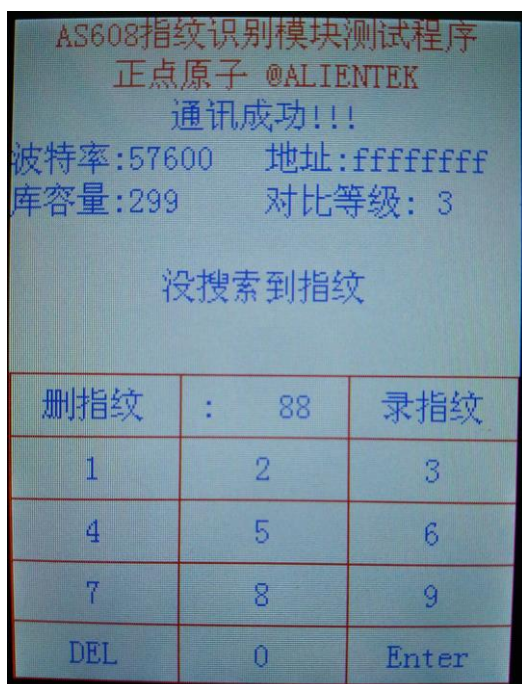 AS608指纹识别模块测试程序
正点原子 @ALIENTEK
通讯成功!!!
波特率:57600 地址:ffffffff
库容量:299 对比等级: 3
没搜索到指纹
删指纹 : 88 录指纹
1 2 3
4 5 6
7 8 9
DEL 0 Enter